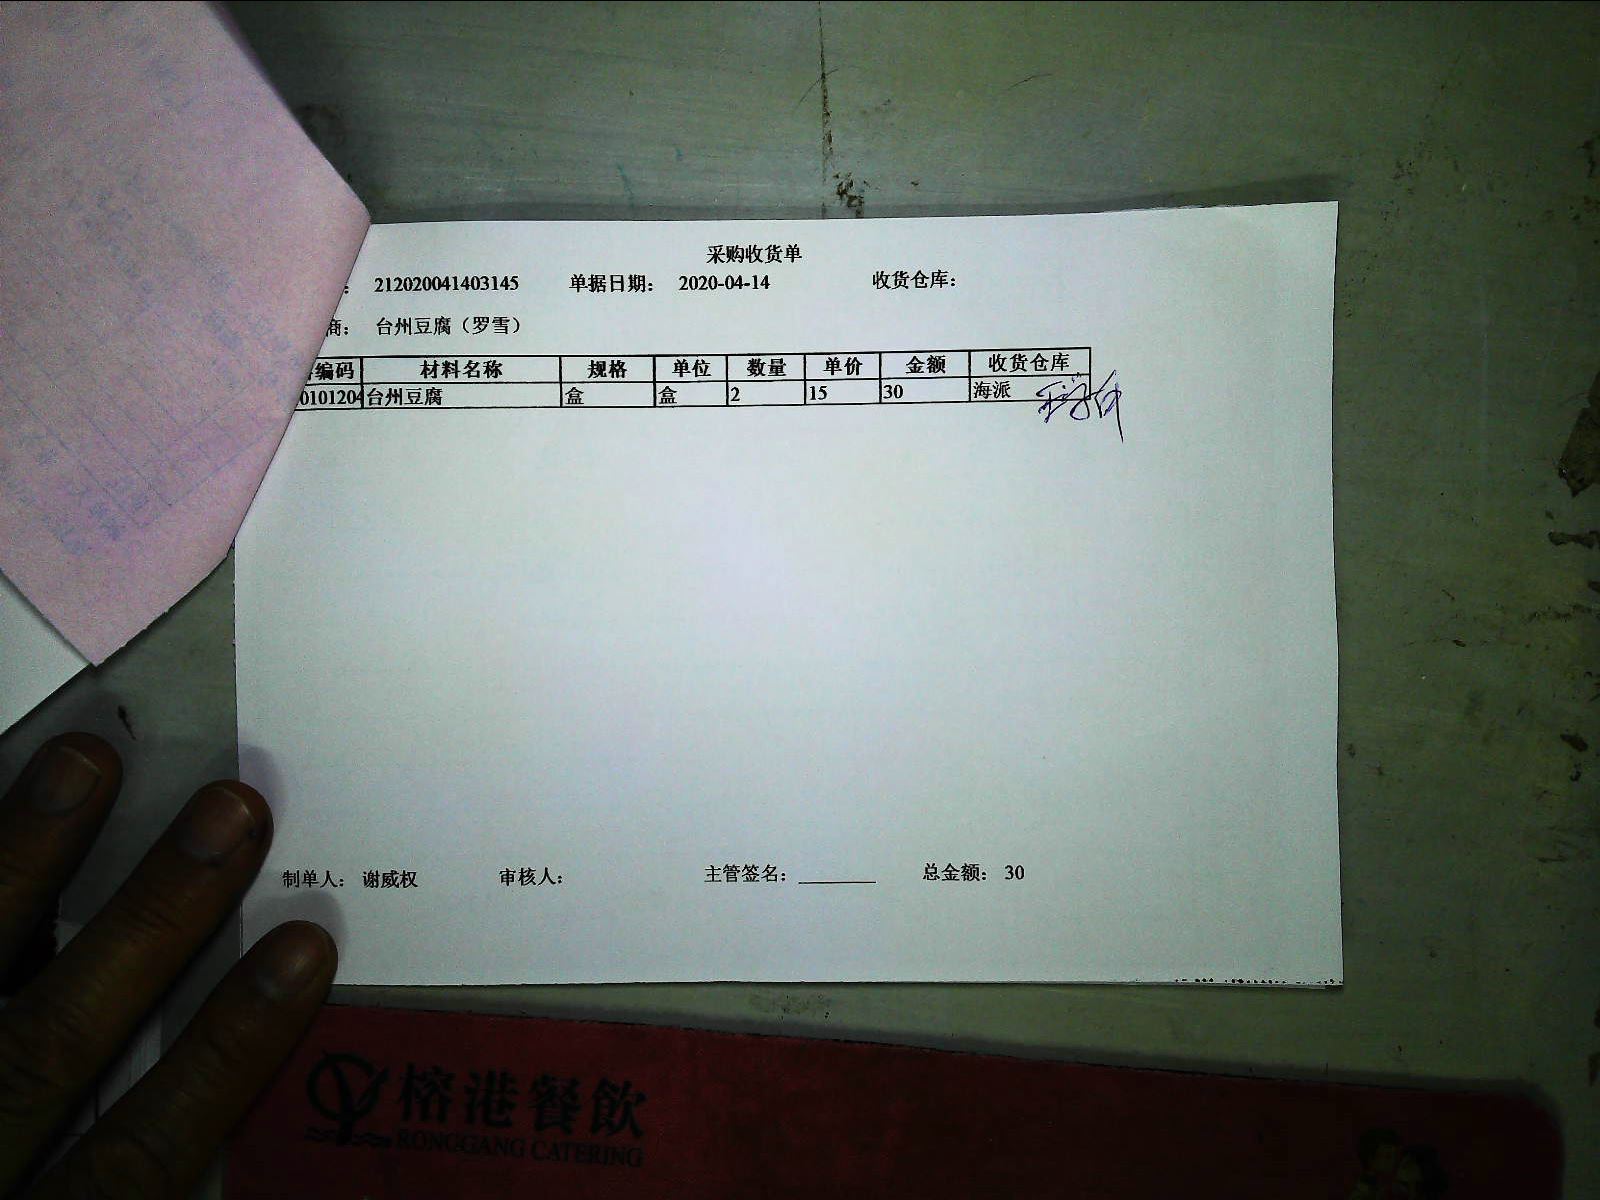 采购收货单
： 212020041403145 单据日期： 2020-04-14 收货仓库：
商： 台州豆腐（罗雪）
编码 材料名称 规格 单位 数量 单价 金额 收货仓库
0101204 台州豆腐 盒 盒 2 15 30 海派
制单人： 谢威权 审核人： 主管签名： 总金额： 30
榕港餐飲
RONGGANG CATERING